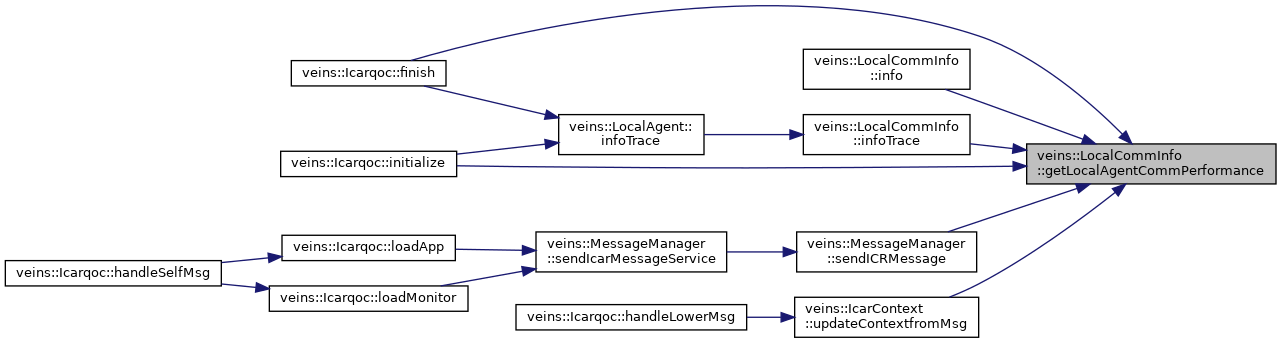 veins::Icarqoc::finish
veins::LocalCommInfo
::info
veins::LocalAgent::
infoTrace
veins::LocalCommInfo
::infoTrace
veins::Icarqoc::initialize
veins::LocalCommInfo
::getLocalAgentCommPerformance
veins::Icarqoc::handleSelfMsg
veins::Icarqoc::loadApp
veins::Icarqoc::loadMonitor
veins::MessageManager
::sendIcarMessageService
veins::MessageManager
::sendICRMessage
veins::Icarqoc::handleLowerMsg
veins::IcarContext
::updateContextfromMsg